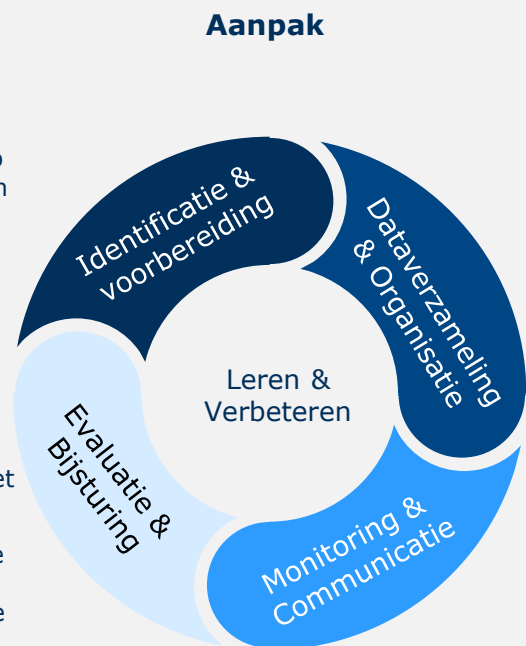 Aanpak
Identificatie &
voorbereiding
Dataverzameling
& Organisatie
Leren &
Verbeteren
Evaluatie &
Bijsturing
Monitoring &
Communicatie